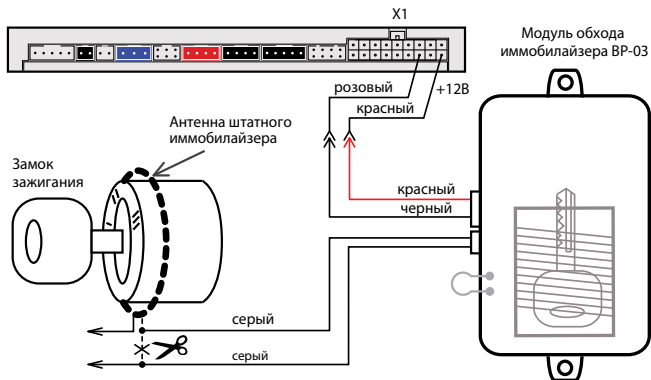 X1
Модуль обхода
иммобилайзера BP-03
розовый
+12В
красный
Антенна штатного
иммобилайзера
Замок
зажигания
красный
черный
серый
серый